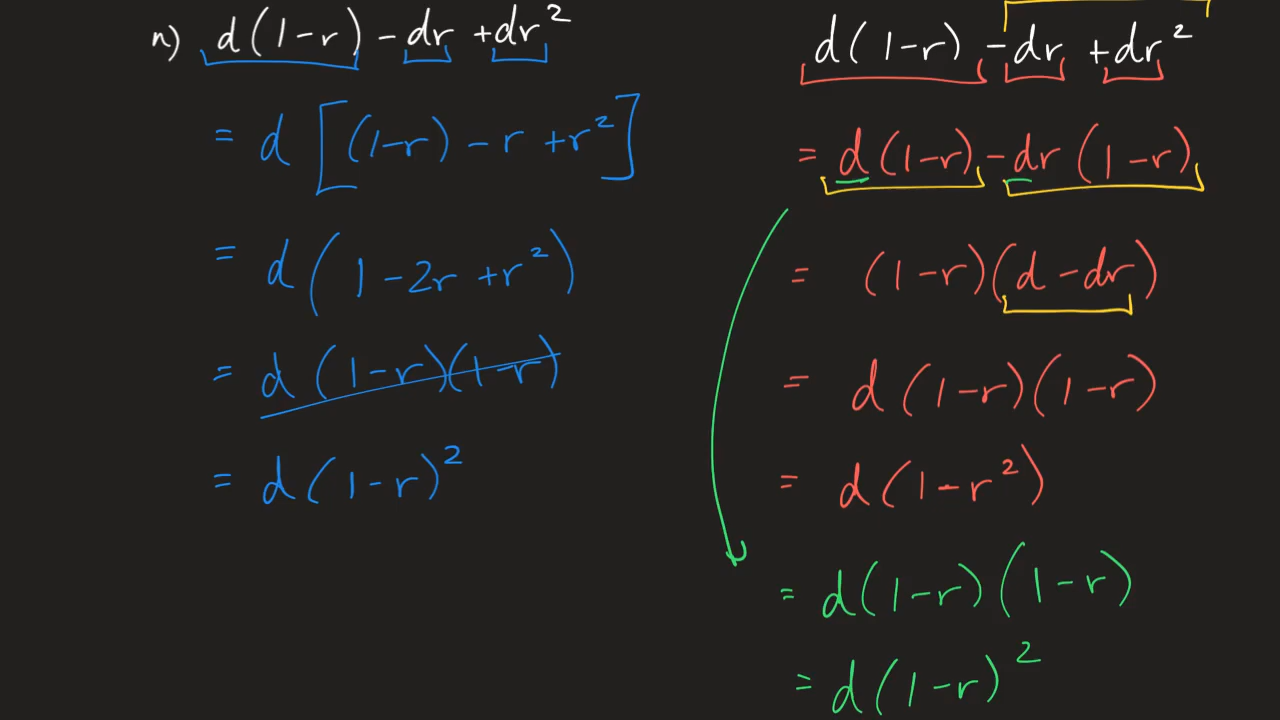 n) d(1-r) -dr +dr²
= d [(1-r) - r +r²]
= d (1 -2r +r²)
= d (1-r)(1-r)
= d(1-r)²
d(1-r) -dr +dr²
= d(1-r) -dr(1-r)
= (1-r)(d -dr)
= d(1-r)(1-r)
= d(1-r²)
= d(1-r)(1-r)
= d(1-r)²